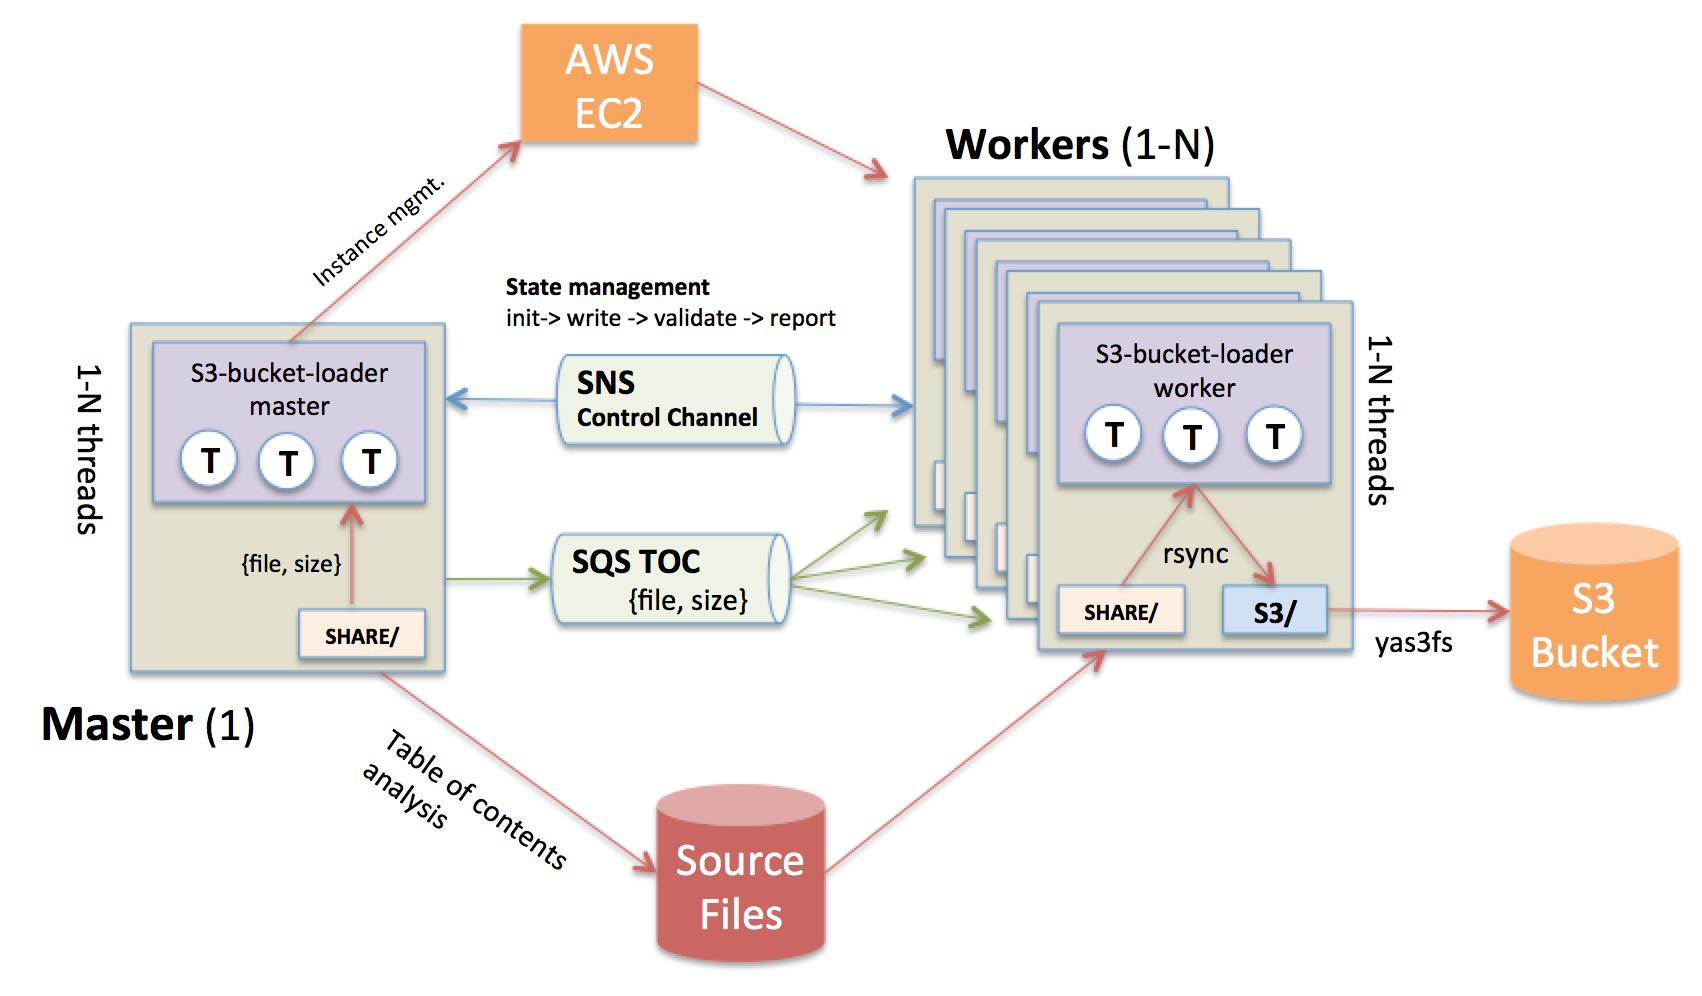 AWS
EC2
Workers (1-N)
Instance mgmt.
State management
init-> write -> validate -> report
1-N threads
S3-bucket-loader
master
T T T
{file, size}
SHARE/
Master (1)
SNS
Control Channel
SQS TOC
{file, size}
S3-bucket-loader
worker
T T T
1-N threads
rsync
SHARE/
S3/
yas3fs
S3
Bucket
Table of contents
analysis
Source
Files